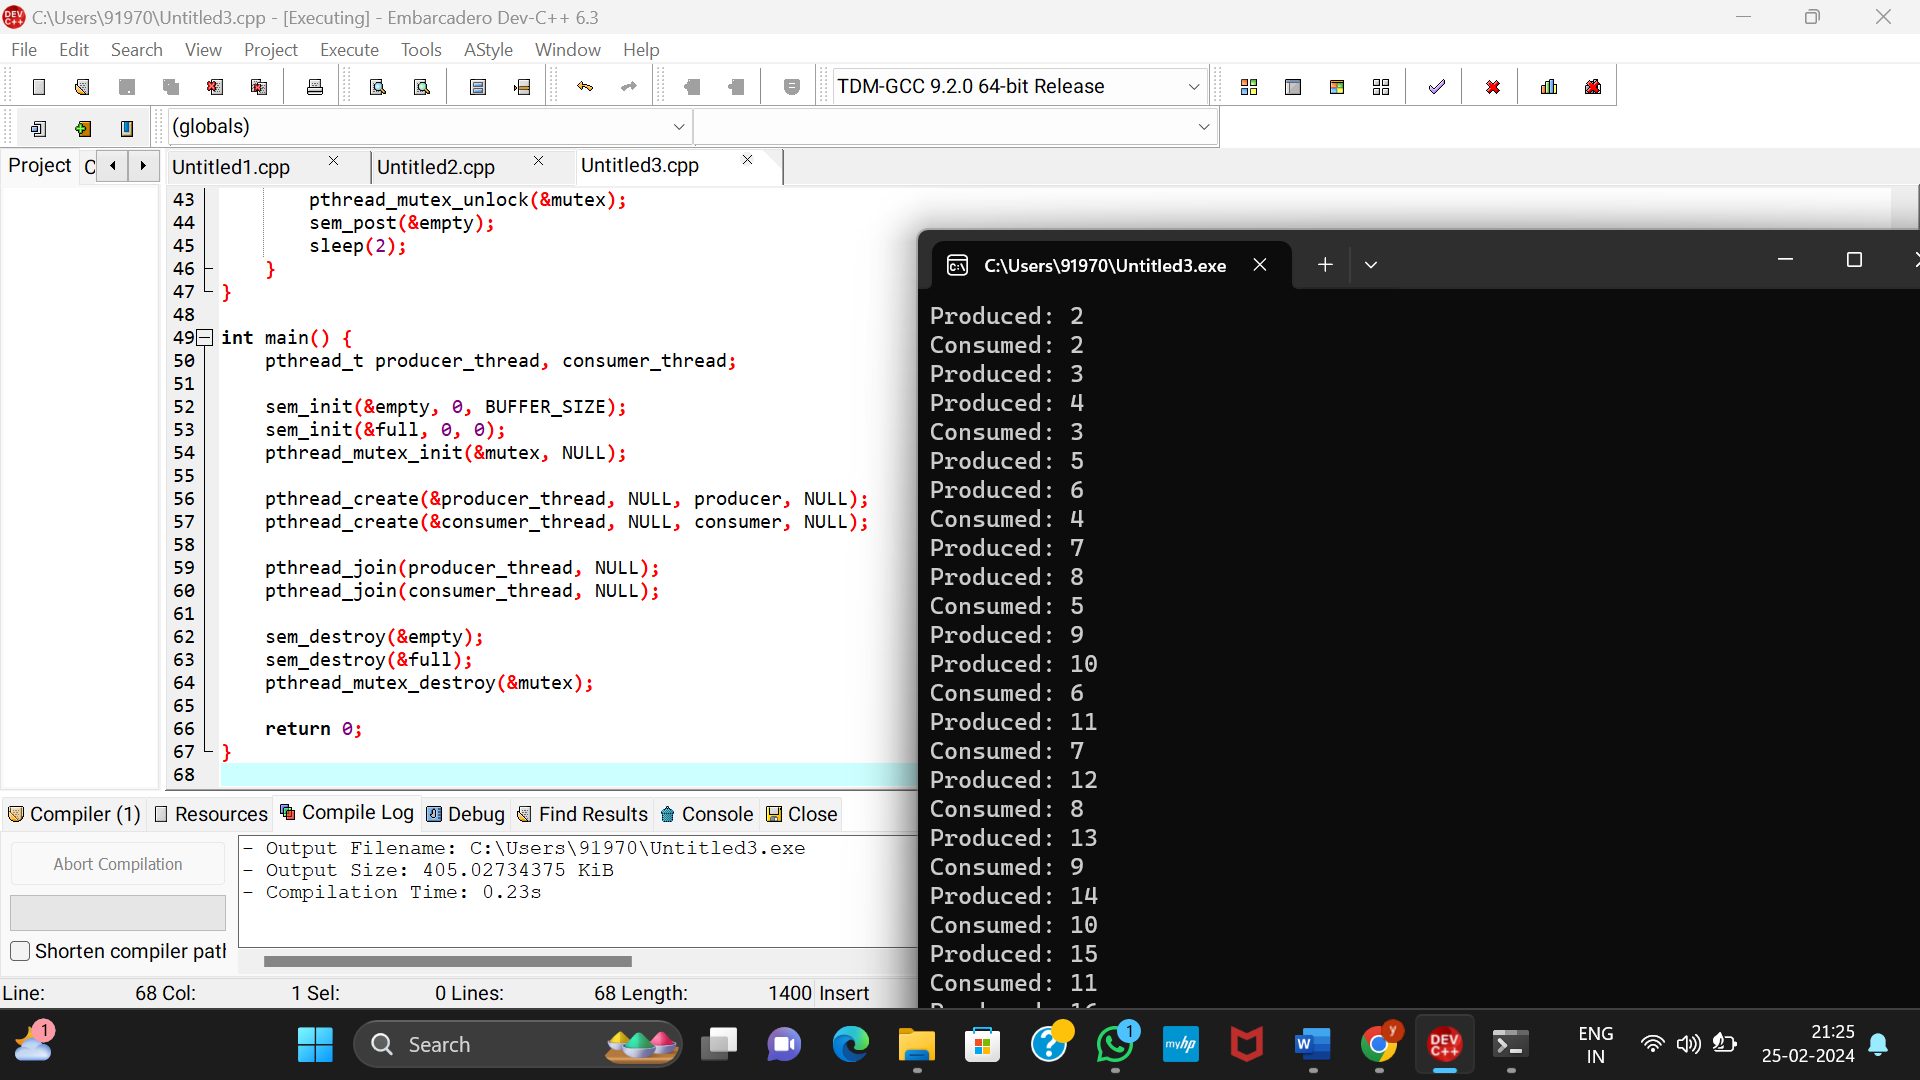 C:\Users\91970\Untitled3.cpp - [Executing] - Embarcadero Dev-C++ 6.3
File Edit Search View Project Execute Tools AStyle Window Help
TDM-GCC 9.2.0 64-bit Release
(globals)
Project C Untitled1.cpp Untitled2.cpp Untitled3.cpp
43 pthread_mutex_unlock(&mutex);
44 sem_post(&empty);
45 sleep(2);
46 }
47 }
48
49 int main() {
50 pthread_t producer_thread, consumer_thread;
51
52 sem_init(&empty, 0, BUFFER_SIZE);
53 sem_init(&full, 0, 0);
54 pthread_mutex_init(&mutex, NULL);
55
56 pthread_create(&producer_thread, NULL, producer, NULL);
57 pthread_create(&consumer_thread, NULL, consumer, NULL);
58
59 pthread_join(producer_thread, NULL);
60 pthread_join(consumer_thread, NULL);
61
62 sem_destroy(&empty);
63 sem_destroy(&full);
64 pthread_mutex_destroy(&mutex);
65
66 return 0;
67 }
68
C:\Users\91970\Untitled3.exe
Produced: 2
Consumed: 2
Produced: 3
Produced: 4
Consumed: 3
Produced: 5
Produced: 6
Consumed: 4
Produced: 7
Produced: 8
Consumed: 5
Produced: 9
Produced: 10
Consumed: 6
Produced: 11
Consumed: 7
Produced: 12
Consumed: 8
Produced: 13
Consumed: 9
Produced: 14
Consumed: 10
Produced: 15
Consumed: 11
Compiler (1) Resources Compile Log Debug Find Results Console Close
Abort Compilation
Shorten compiler path
- Output Filename: C:\Users\91970\Untitled3.exe
- Output Size: 405.02734375 KiB
- Compilation Time: 0.23s
Line: 68 Col: 1 Sel: 0 Lines: 68 Length: 1400 Insert
1 Search 1 myhp W y DEV C++ ENG IN 21:25
25-02-2024